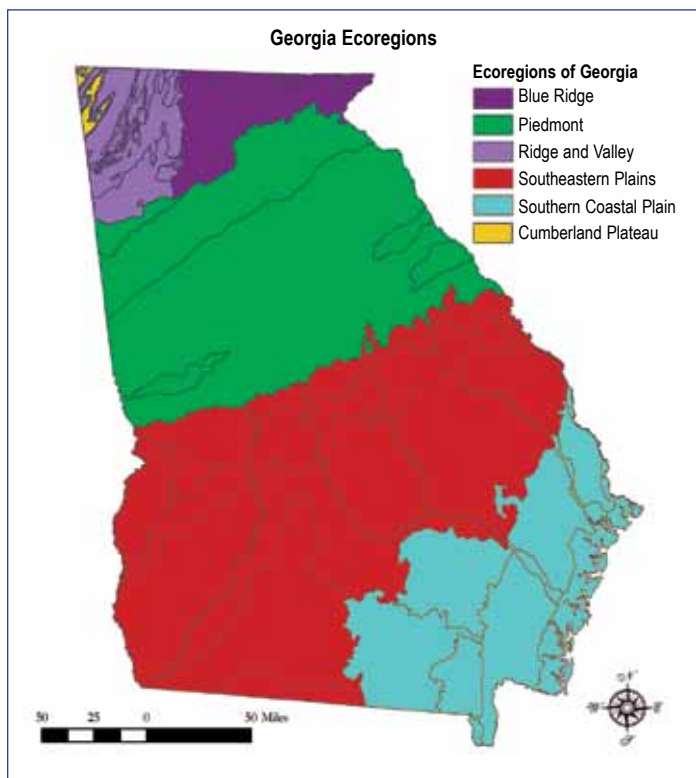 Georgia Ecoregions
Ecoregions of Georgia
Blue Ridge
Piedmont
Ridge and Valley
Southeastern Plains
Southern Coastal Plain
Cumberland Plateau
50 25 0 50 Miles
N
W E
S